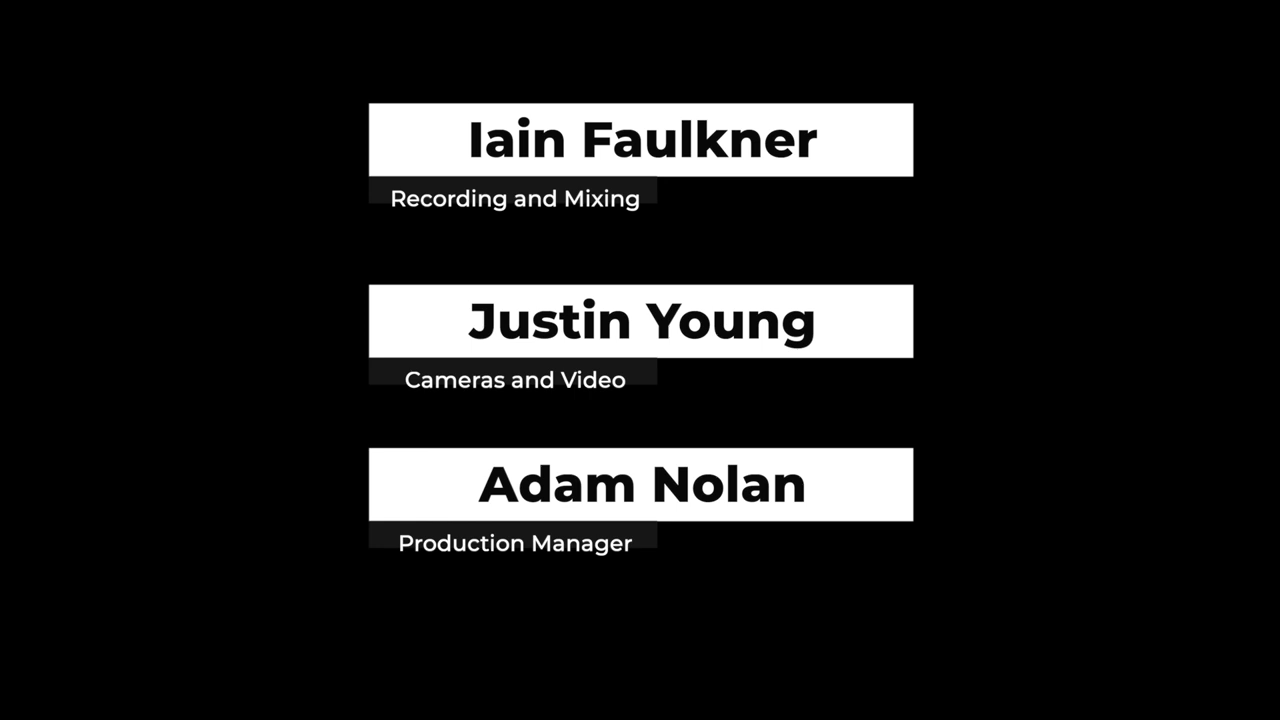 Iain Faulkner
Recording and Mixing
Justin Young
Cameras and Video
Adam Nolan
Production Manager